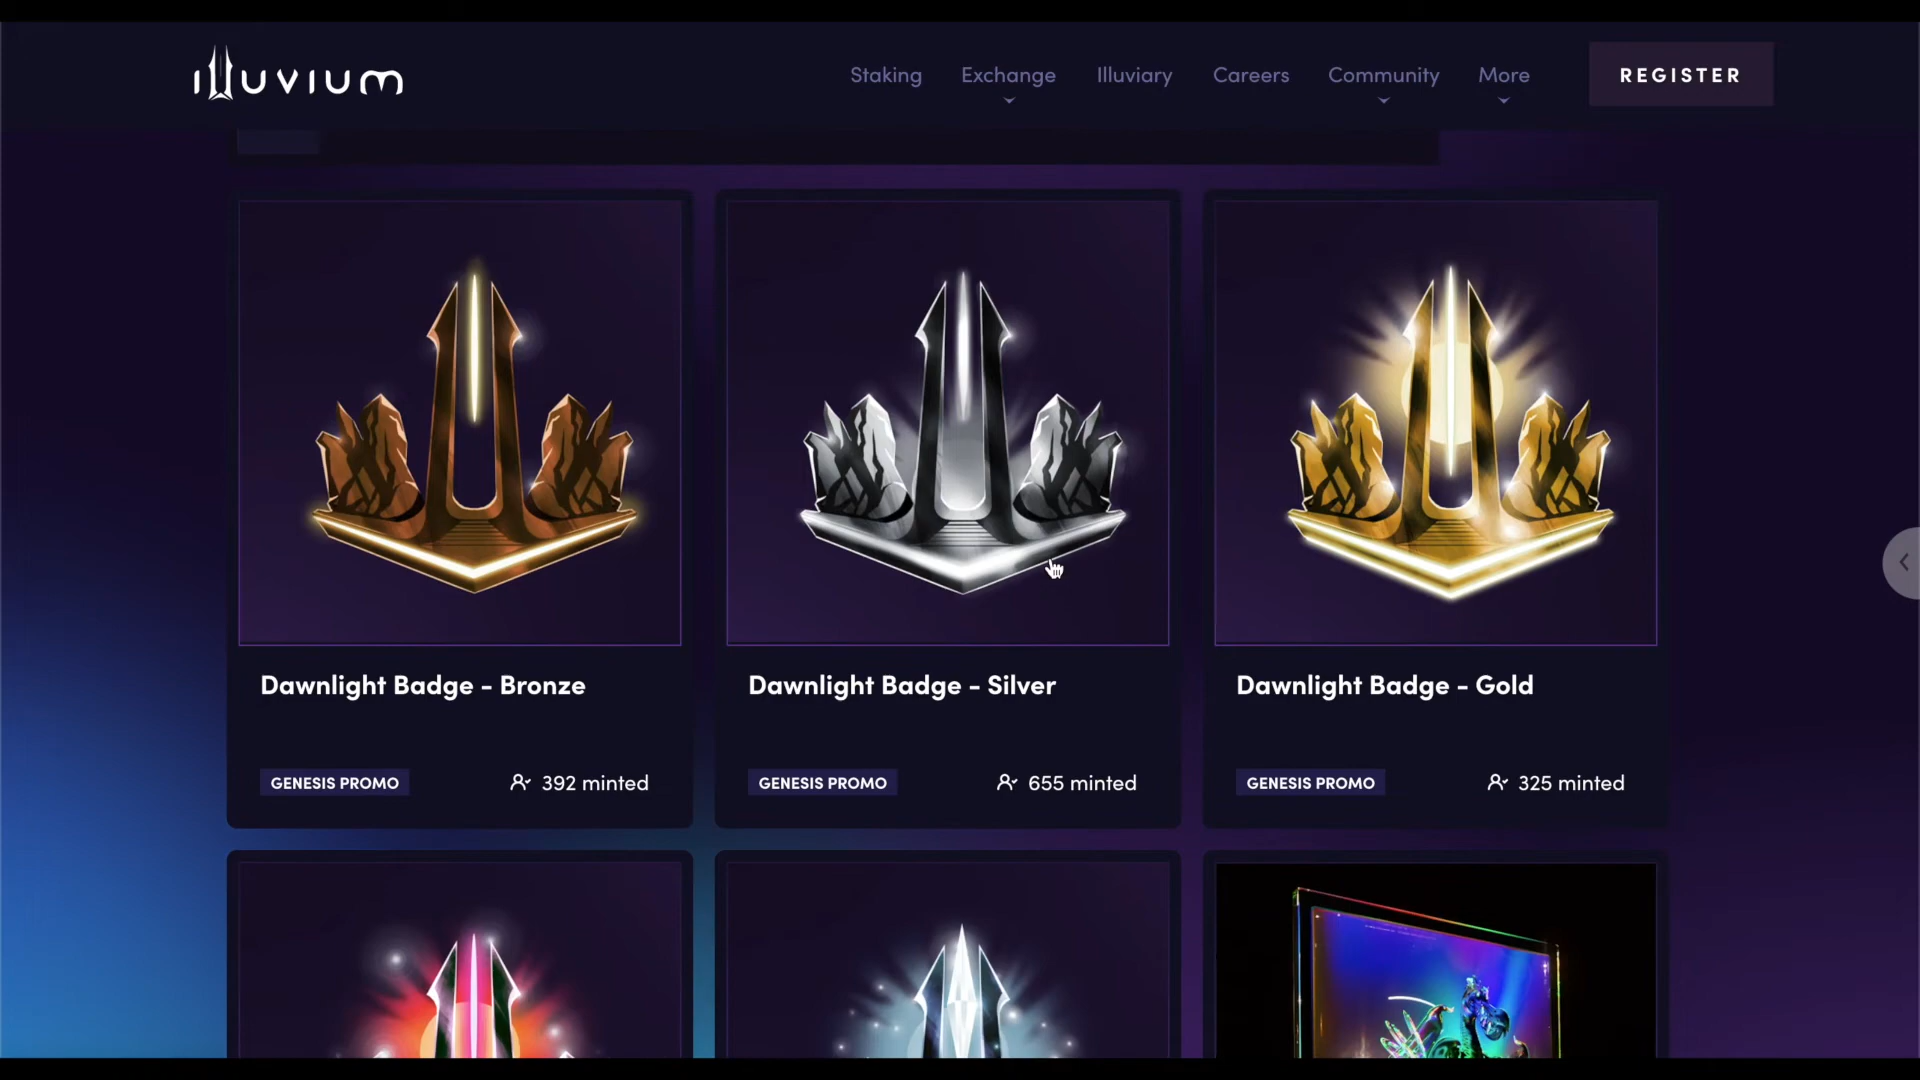 illuvium
Staking Exchange Illuviary Careers Community More REGISTER
Dawnlight Badge - Bronze
GENESIS PROMO 392 minted
Dawnlight Badge - Silver
GENESIS PROMO 655 minted
Dawnlight Badge - Gold
GENESIS PROMO 325 minted